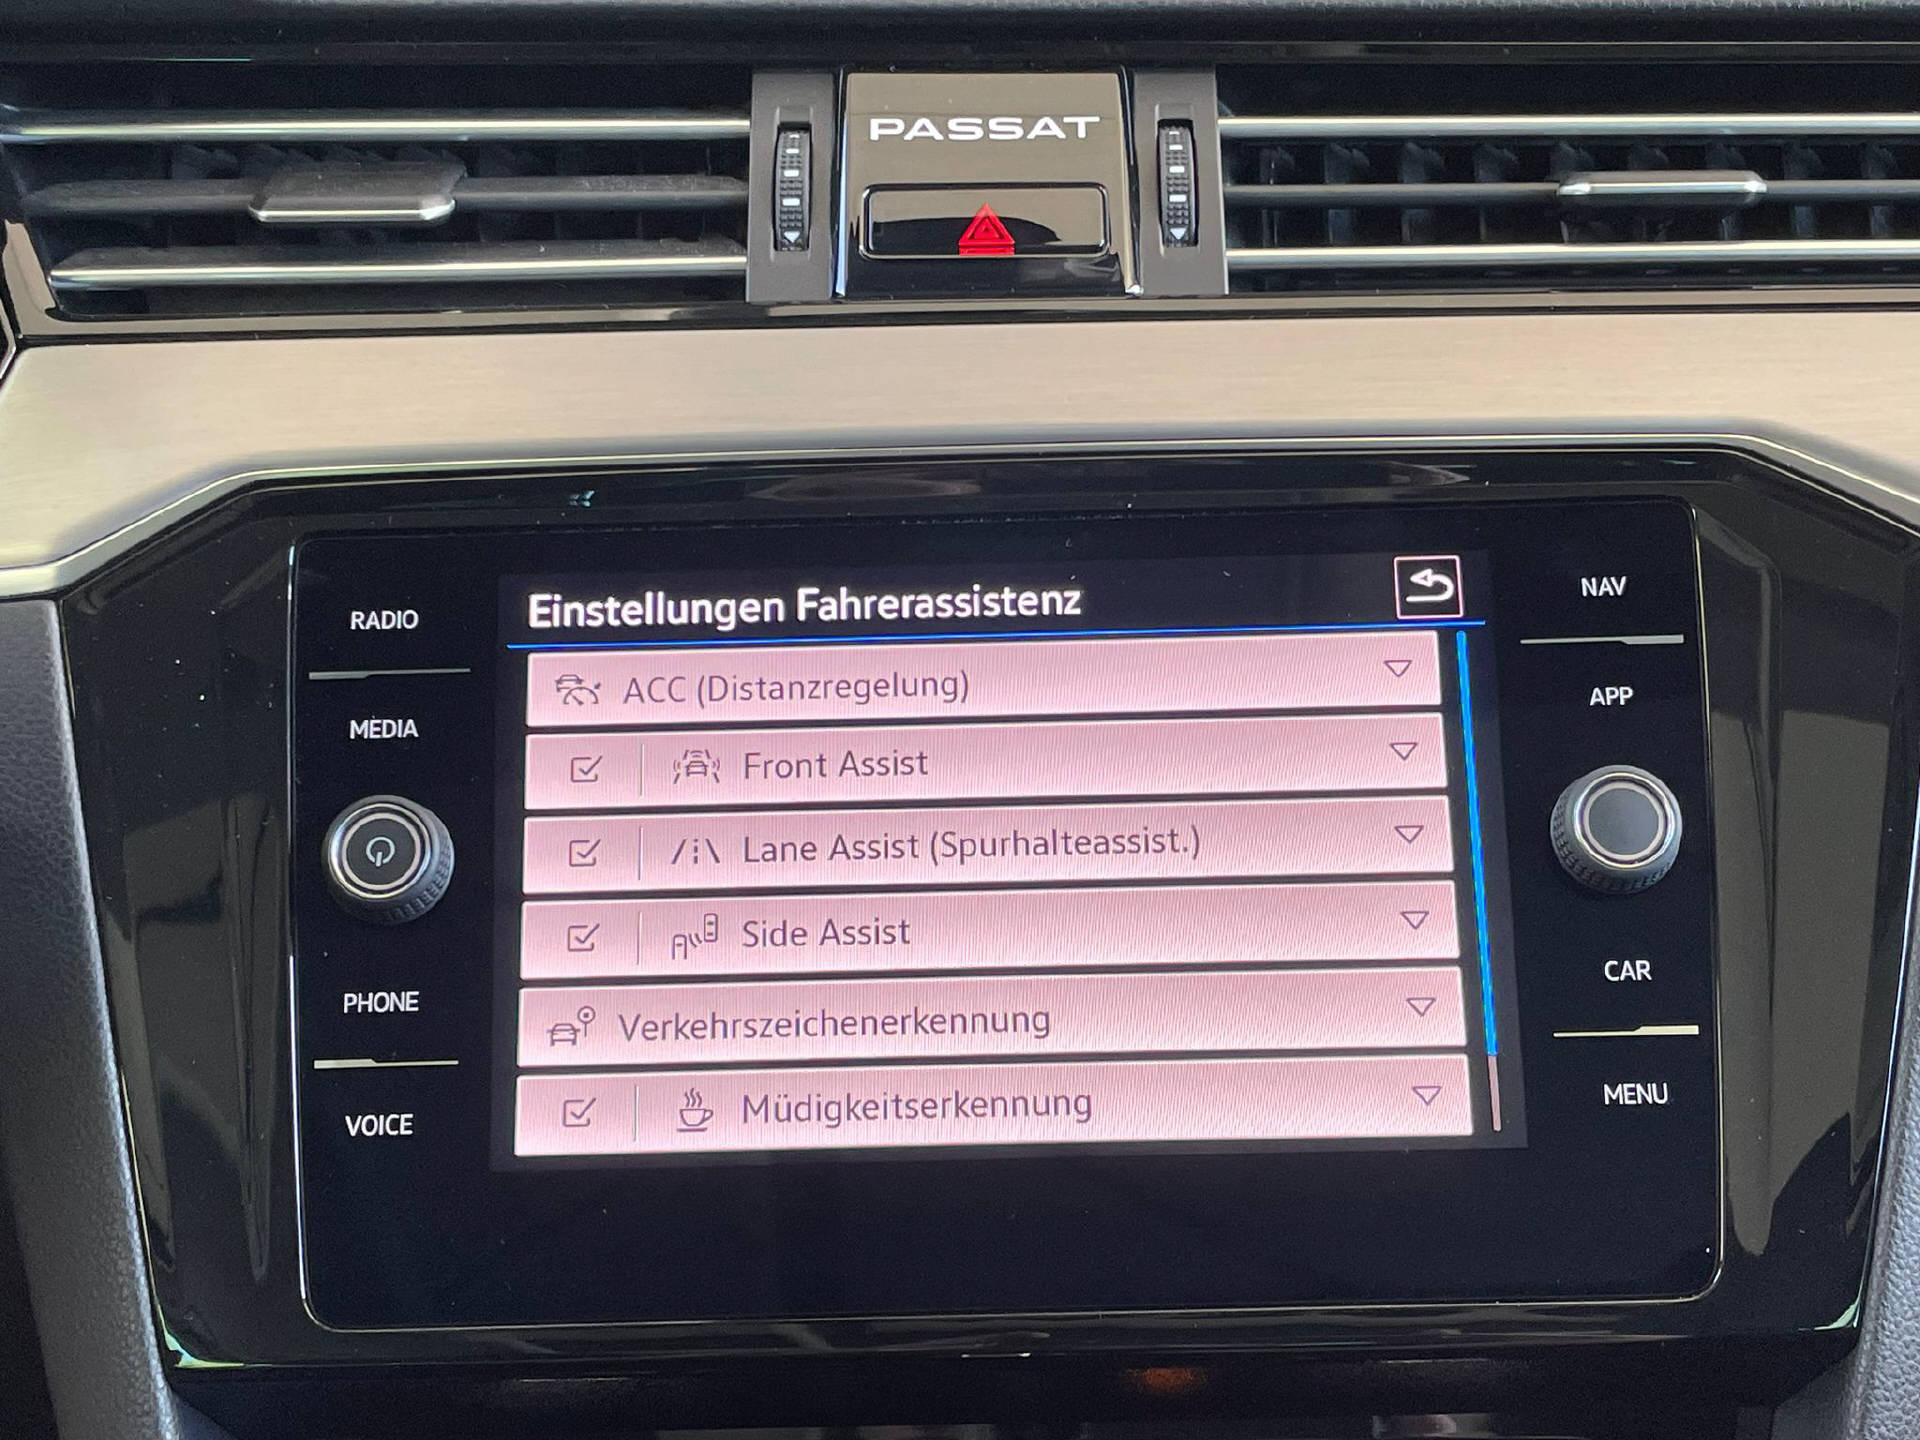 PASSAT
RADIO
MEDIA
PHONE
VOICE
Einstellungen Fahrerassistenz
ACC (Distanzregelung)
Front Assist
Lane Assist (Spurhalteassist.)
Side Assist
Verkehrszeichenerkennung
Müdigkeitserkennung
NAV
APP
CAR
MENU